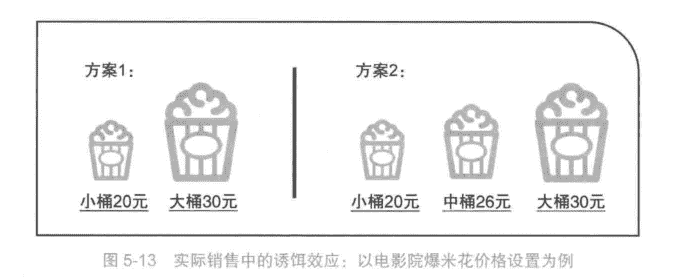 方案1：
方案2：
小桶20元
大桶30元
小桶20元
中桶26元
大桶30元
图 5-13 实际销售中的诱饵效应：以电影院爆米花价格设置为例